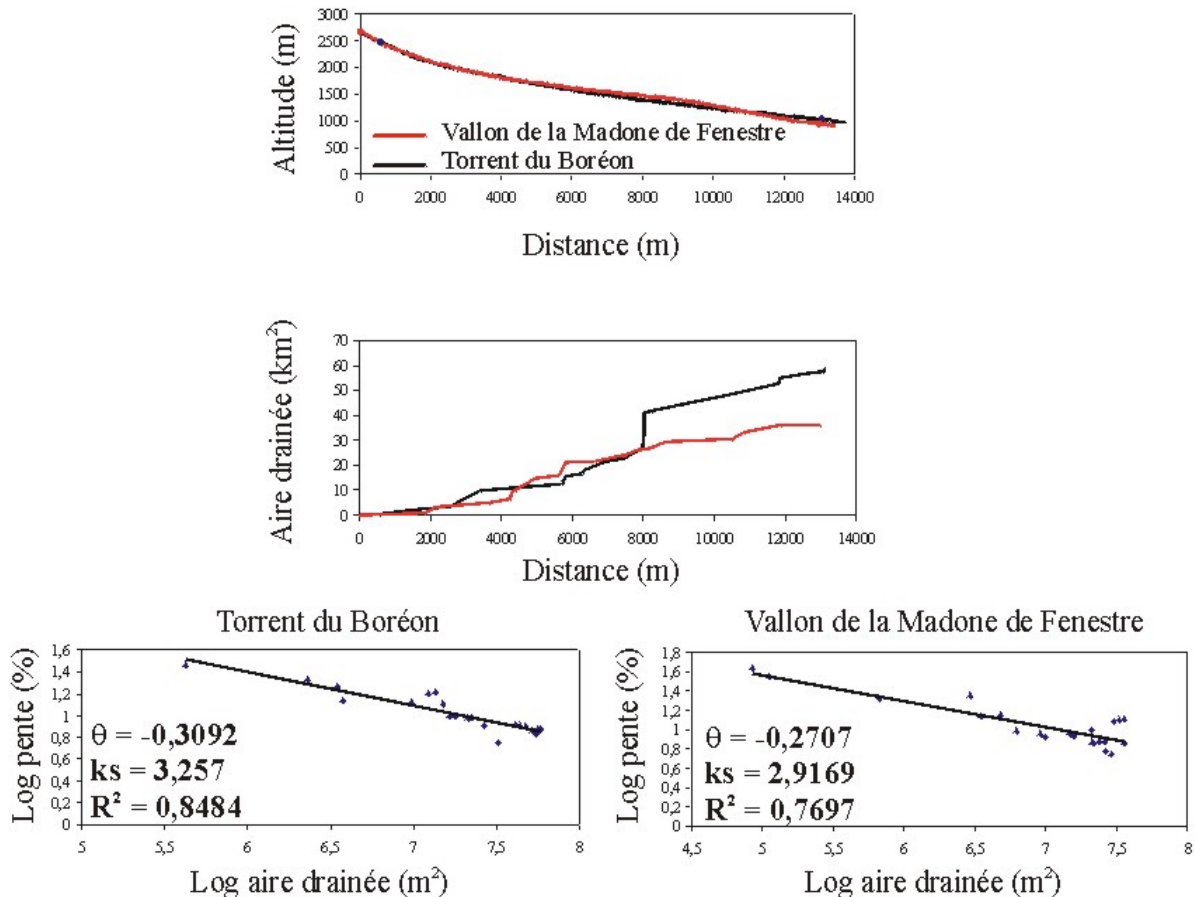 Altitude (m)
3000
2500
2000
1500
1000
500
0
Vallon de la Madone de Fenestre
Torrent du Boréon
0 2000 4000 6000 8000 10000 12000 14000
Distance (m)
Aire drainée (km²)
70
60
50
40
30
20
10
0
0 2000 4000 6000 8000 10000 12000 14000
Distance (m)
Torrent du Boréon
Log pente (%)
1,6
1,4
1,2
1
0,8
0,6
0,4
0,2
0
θ = -0,3092
ks = 3,257
R² = 0,8484
5 5,5 6 6,5 7 7,5 8
Log aire drainée (m²)
Vallon de la Madone de Fenestre
Log pente (%)
1,8
1,6
1,4
1,2
1
0,8
0,6
0,4
0,2
0
θ = -0,2707
ks = 2,9169
R² = 0,7697
4,5 5 5,5 6 6,5 7 7,5 8
Log aire drainée (m²)